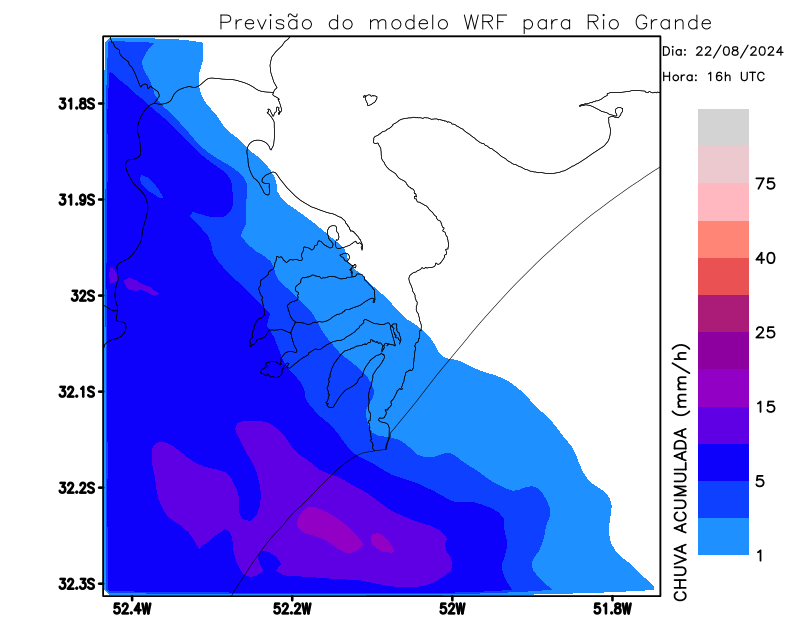 Previsão do modelo WRF para Rio Grande
Dia: 22/08/2024
Hora: 16h UTC
31.8S
31.9S
32S
32.1S
32.2S
32.3S
52.4W
52.2W
52W
51.8W
75
40
25
15
5
1
CHUVA ACUMULADA (mm/h)